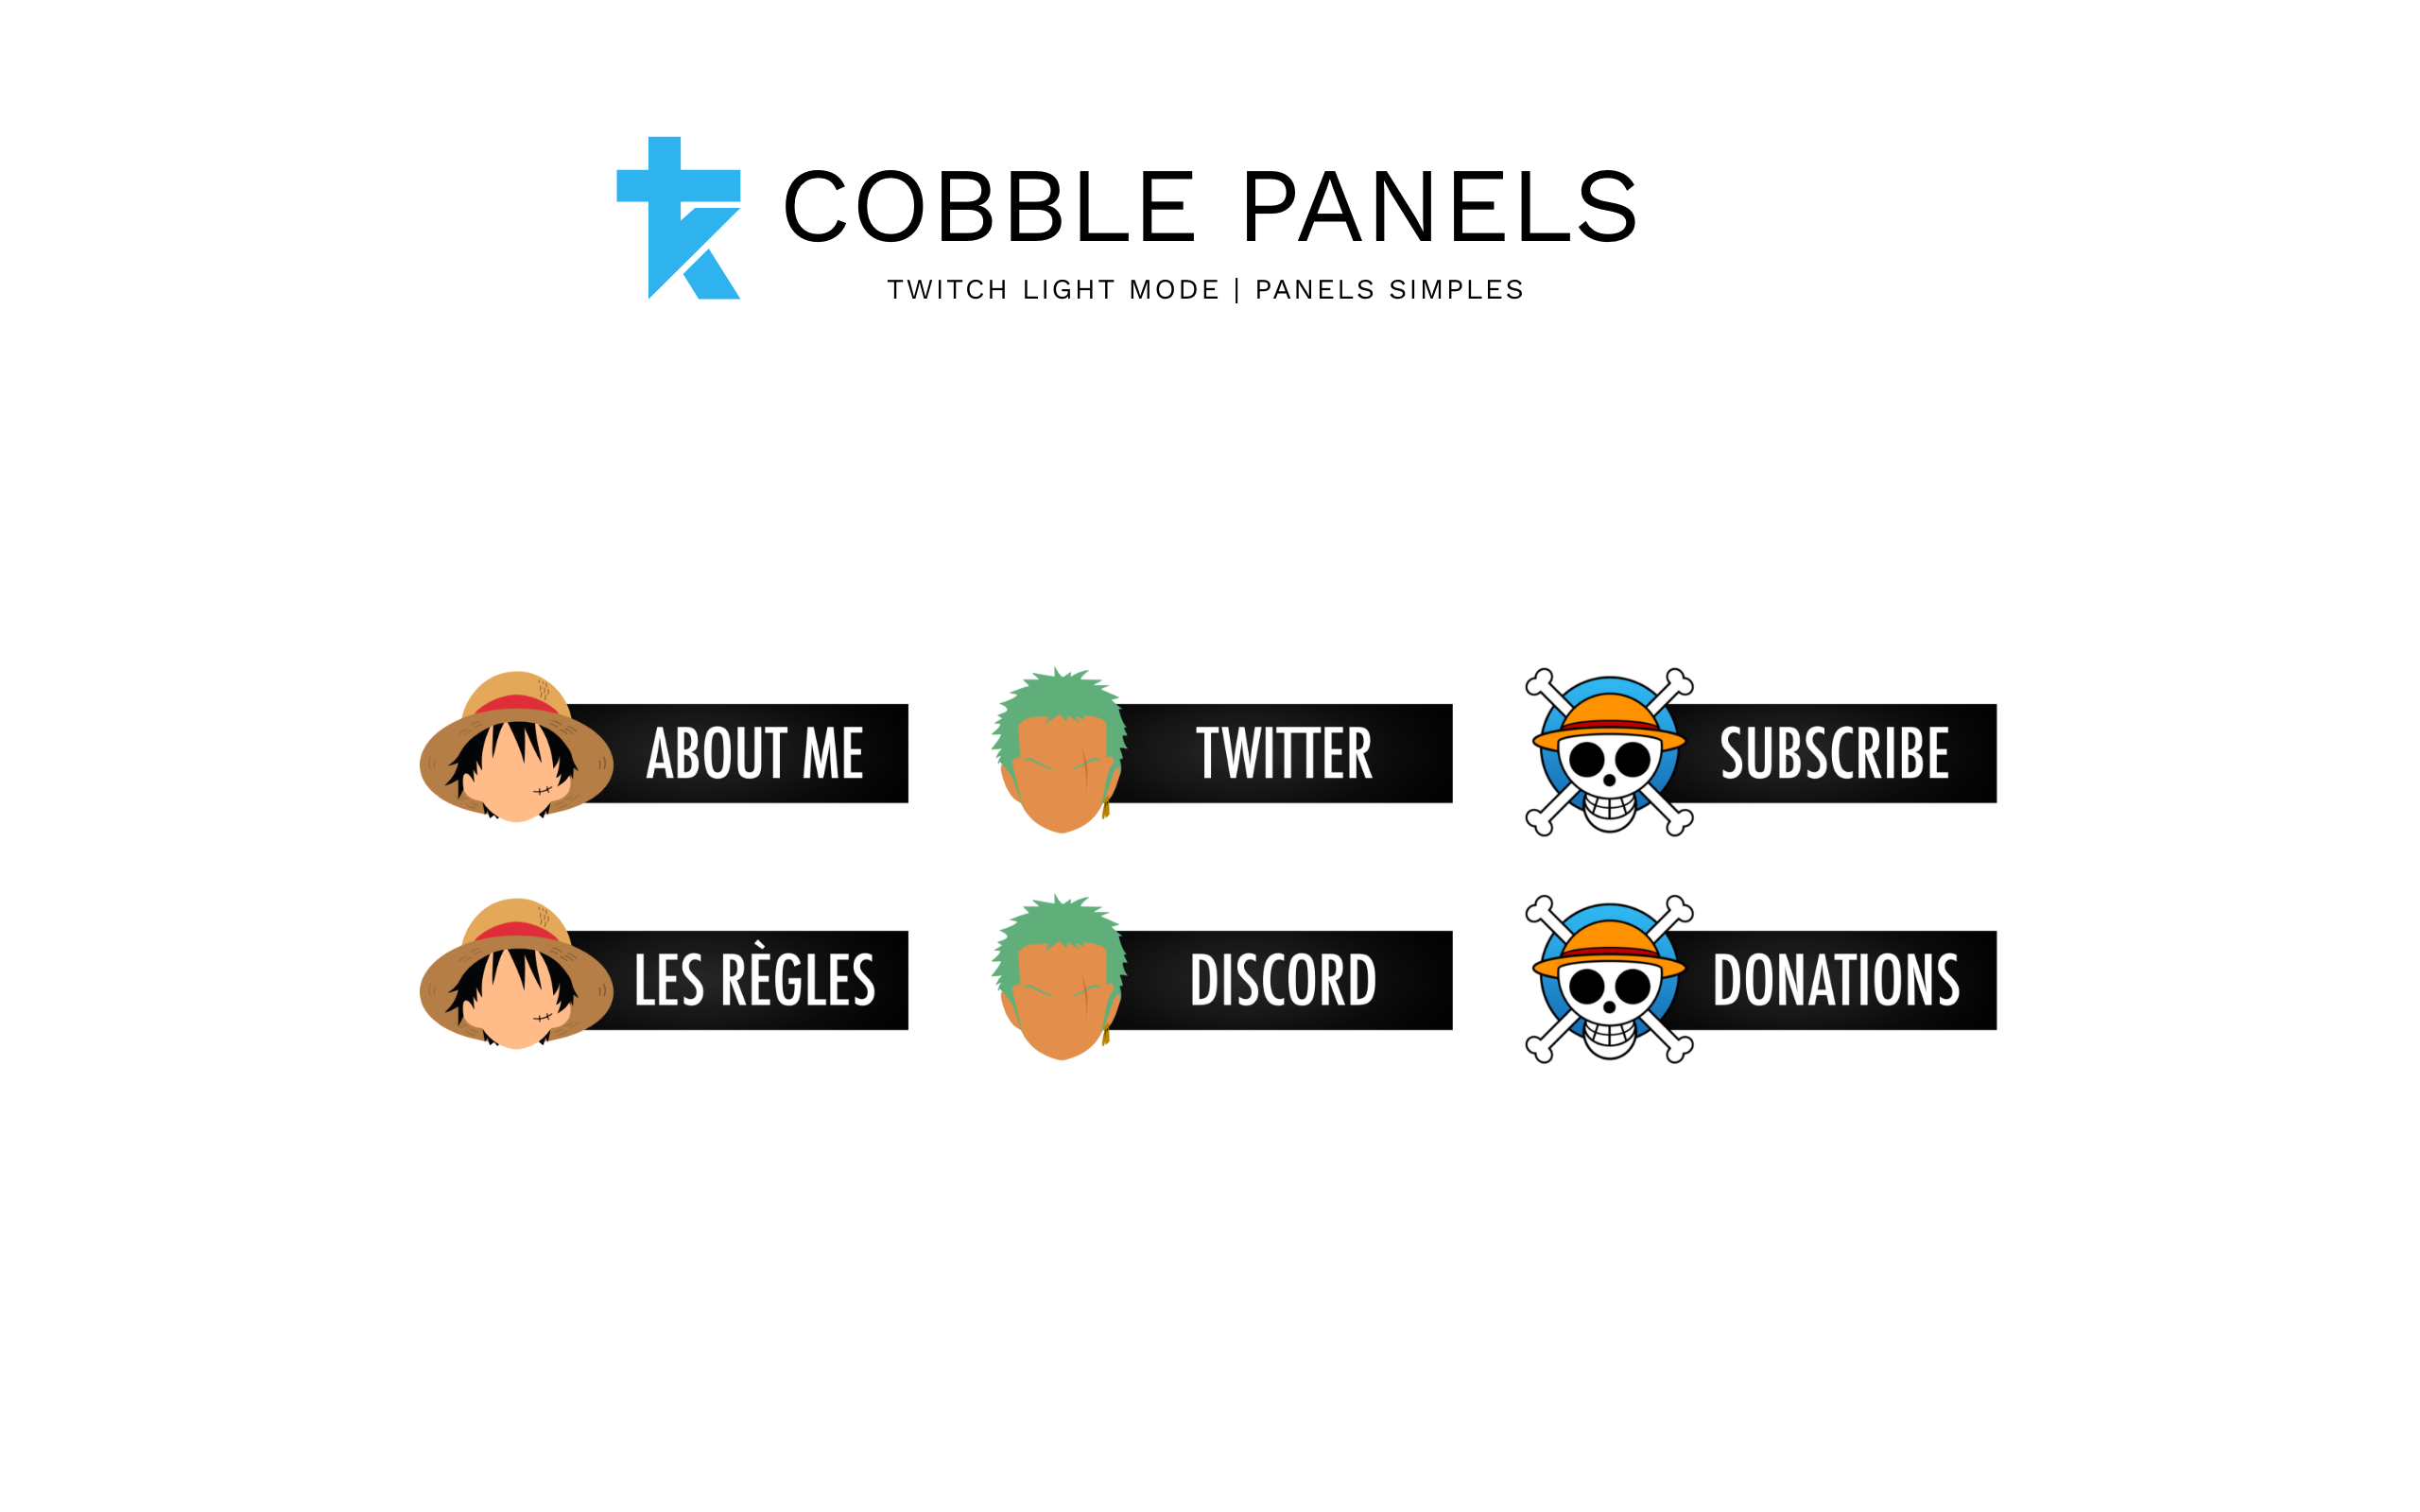 COBBLE PANELS
TWITCH LIGHT MODE | PANELS SIMPLES
ABOUT ME
TWITTER
SUBSCRIBE
LES RÈGLES
DISCORD
DONATIONS